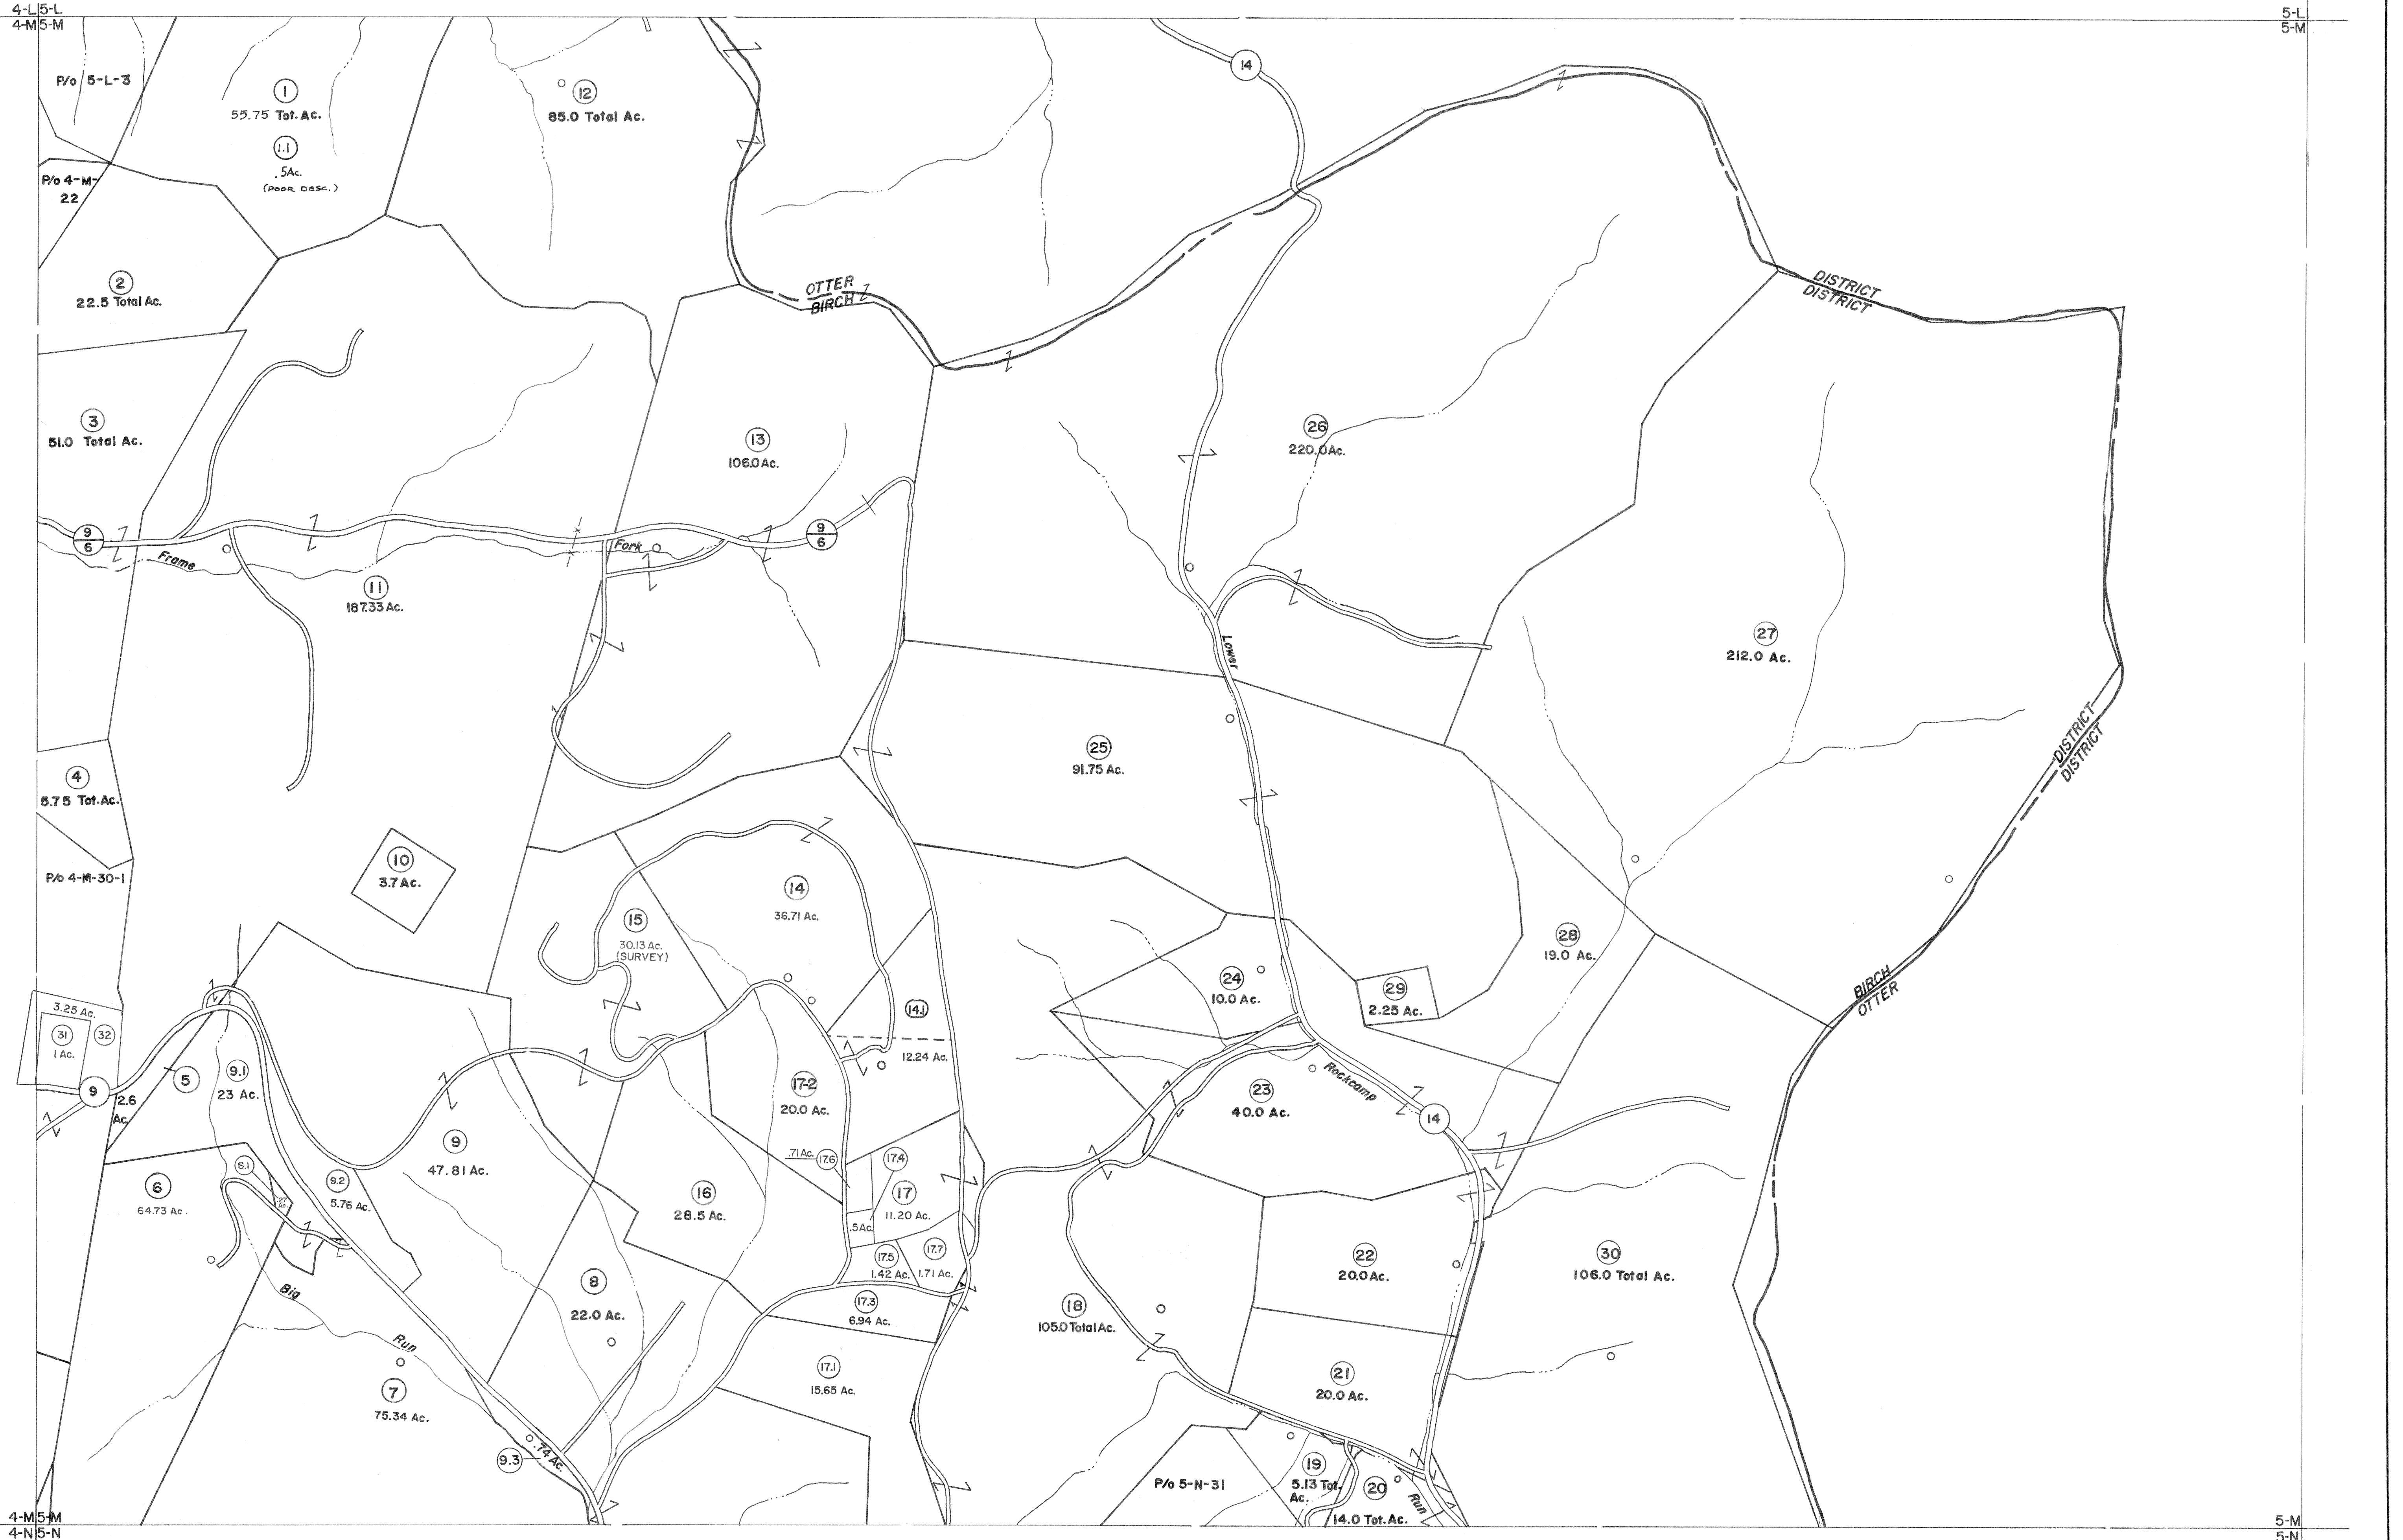 4-L 5-L
4-M 5-M
5-L
5-M
P/o 5-L-3
1
55.75 Tot. Ac.
1.1
.5Ac.
(POOR DESC.)
12
85.0 Total Ac.
14
P/o 4-M-
22
2
22.5 Total Ac.
OTTER
BIRCH
DISTRICT
DISTRICT
3
51.0 Total Ac.
13
106.0 Ac.
26
220.0 Ac.
9
6
Frame
Fork
9
6
11
187.33 Ac.
Lower
27
212.0 Ac.
DISTRICT
DISTRICT
25
91.75 Ac.
4
5.75 Tot. Ac.
10
3.7 Ac.
P/o 4-M-30-1
14
36.71 Ac.
15
30.13 Ac.
(SURVEY)
28
19.0 Ac.
24
10.0 Ac.
29
2.25 Ac.
BIRCH
OTTER
3.25 Ac.
31
1 Ac.
32
14.1
12.24 Ac.
9
2.6
Ac.
5
9.1
23 Ac.
17-2
20.0 Ac.
23
40.0 Ac.
Rockcamp
14
9
47.81 Ac.
6
64.73 Ac.
6.1
9.2
5.76 Ac.
16
28.5 Ac.
.71 Ac.
17.6
17.4
17
11.20 Ac.
.5 Ac.
17.5
1.42 Ac.
17.7
1.71 Ac.
22
20.0 Ac.
30
106.0 Total Ac.
Big
Run
8
22.0 Ac.
17.3
6.94 Ac.
18
105.0 Total Ac.
7
75.34 Ac.
17.1
15.65 Ac.
21
20.0 Ac.
9.3
.74 Ac.
P/o 5-N-31
19
5.13 Tot.
Ac.
20
14.0 Tot. Ac.
Run
4-M 5-M
4-N 5-N
5-M
5-N